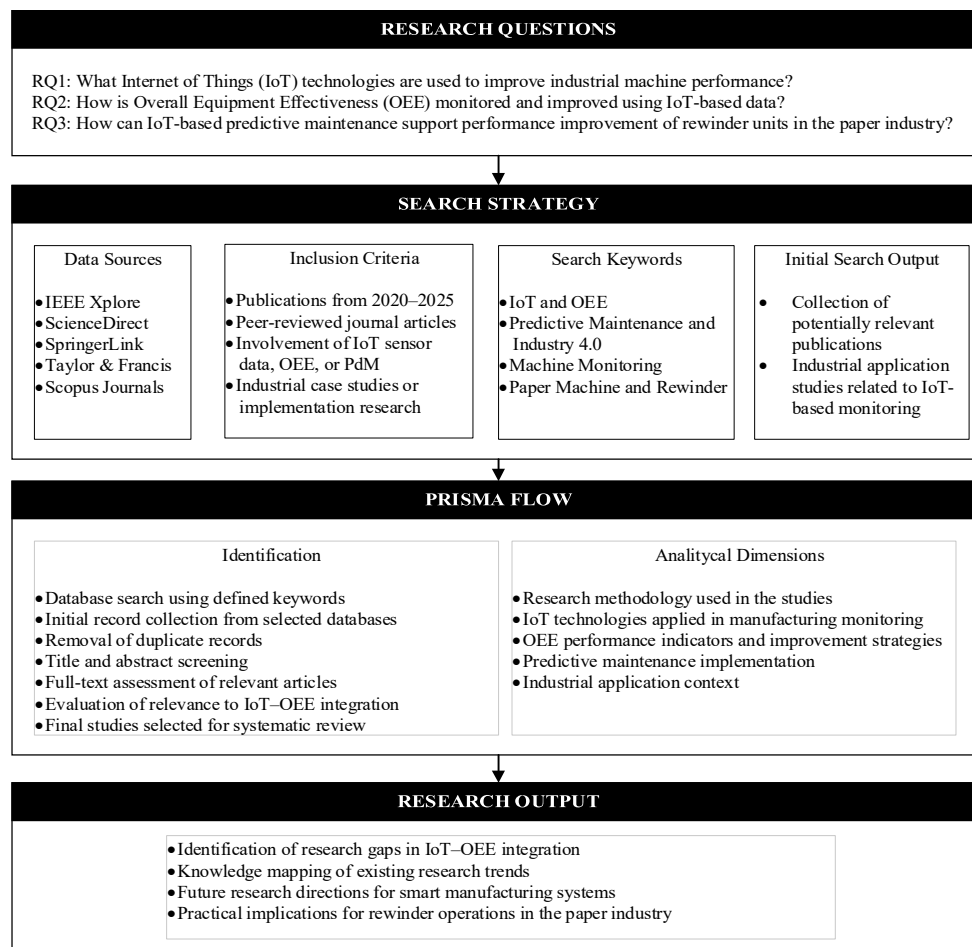 RESEARCH QUESTIONS
RQ1: What Internet of Things (IoT) technologies are used to improve industrial machine performance?
RQ2: How is Overall Equipment Effectiveness (OEE) monitored and improved using IoT-based data?
RQ3: How can IoT-based predictive maintenance support performance improvement of rewinder units in the paper industry?
SEARCH STRATEGY
Data Sources
●IEEE Xplore
●ScienceDirect
●SpringerLink
●Taylor & Francis
●Scopus Journals
Inclusion Criteria
●Publications from 2020–2025
●Peer-reviewed journal articles
●Involvement of IoT sensor
data, OEE, or PdM
●Industrial case studies or
implementation research
Search Keywords
●IoT and OEE
●Predictive Maintenance and
Industry 4.0
●Machine Monitoring
●Paper Machine and Rewinder
Initial Search Output
● Collection of
potentially relevant
publications
● Industrial application
studies related to IoT-
based monitoring
PRISMA FLOW
Identification
●Database search using defined keywords
●Initial record collection from selected databases
●Removal of duplicate records
●Title and abstract screening
●Full-text assessment of relevant articles
●Evaluation of relevance to IoT–OEE integration
●Final studies selected for systematic review
Analitycal Dimensions
●Research methodology used in the studies
●IoT technologies applied in manufacturing monitoring
●OEE performance indicators and improvement strategies
●Predictive maintenance implementation
●Industrial application context
RESEARCH OUTPUT
●Identification of research gaps in IoT–OEE integration
●Knowledge mapping of existing research trends
●Future research directions for smart manufacturing systems
●Practical implications for rewinder operations in the paper industry